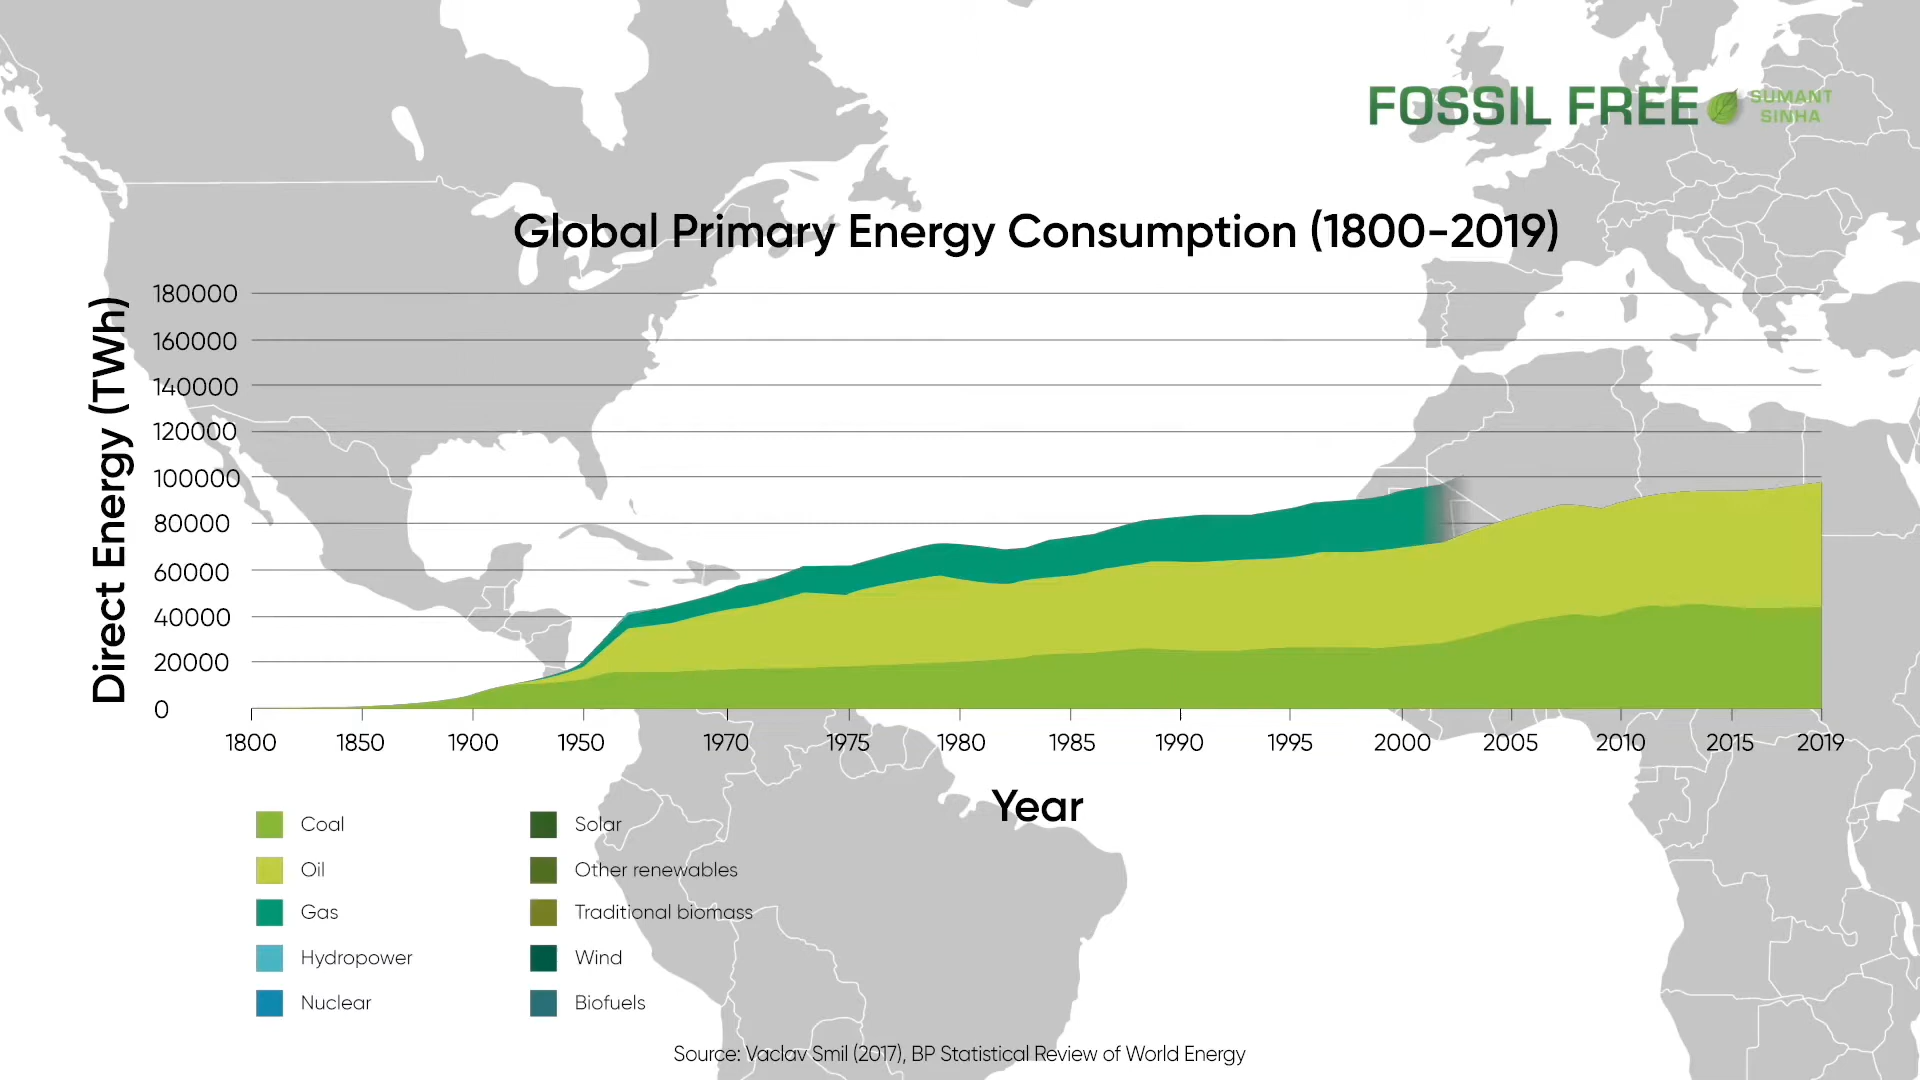 FOSSIL FREE
SUMANT
SINHA
Global Primary Energy Consumption (1800-2019)
Direct Energy (TWh)
180000
160000
140000
120000
100000
80000
60000
40000
20000
0
1800 1850 1900 1950 1970 1975 1980 1985 1990 1995 2000 2005 2010 2015 2019
Year
Coal
Oil
Gas
Hydropower
Nuclear
Solar
Other renewables
Traditional biomass
Wind
Biofuels
Source: Vaclav Smil (2017), BP Statistical Review of World Energy